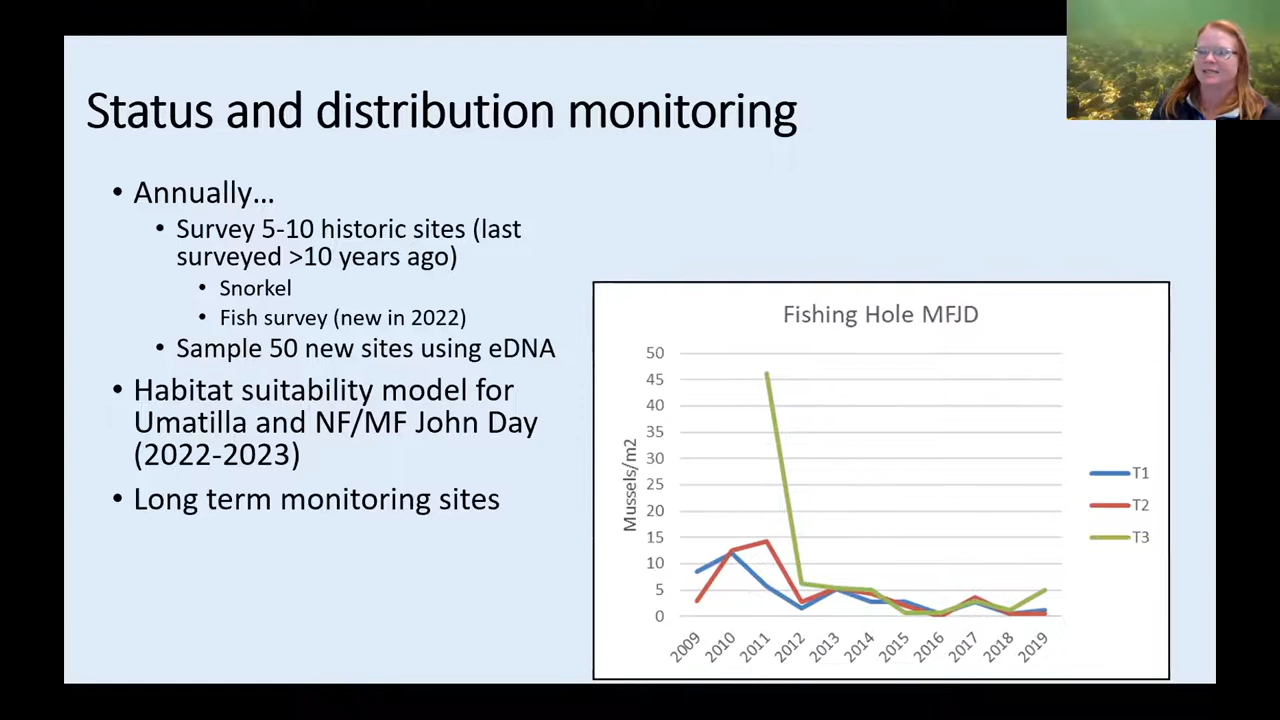 Status and distribution monitoring
• Annually…
• Survey 5-10 historic sites (last
surveyed >10 years ago)
• Snorkel
• Fish survey (new in 2022)
• Sample 50 new sites using eDNA
• Habitat suitability model for
Umatilla and NF/MF John Day
(2022-2023)
• Long term monitoring sites
Fishing Hole MFJD
Mussels/m2
50
45
40
35
30
25
20
15
10
5
0
2009
2010
2011
2012
2013
2014
2015
2016
2017
2018
2019
T1
T2
T3